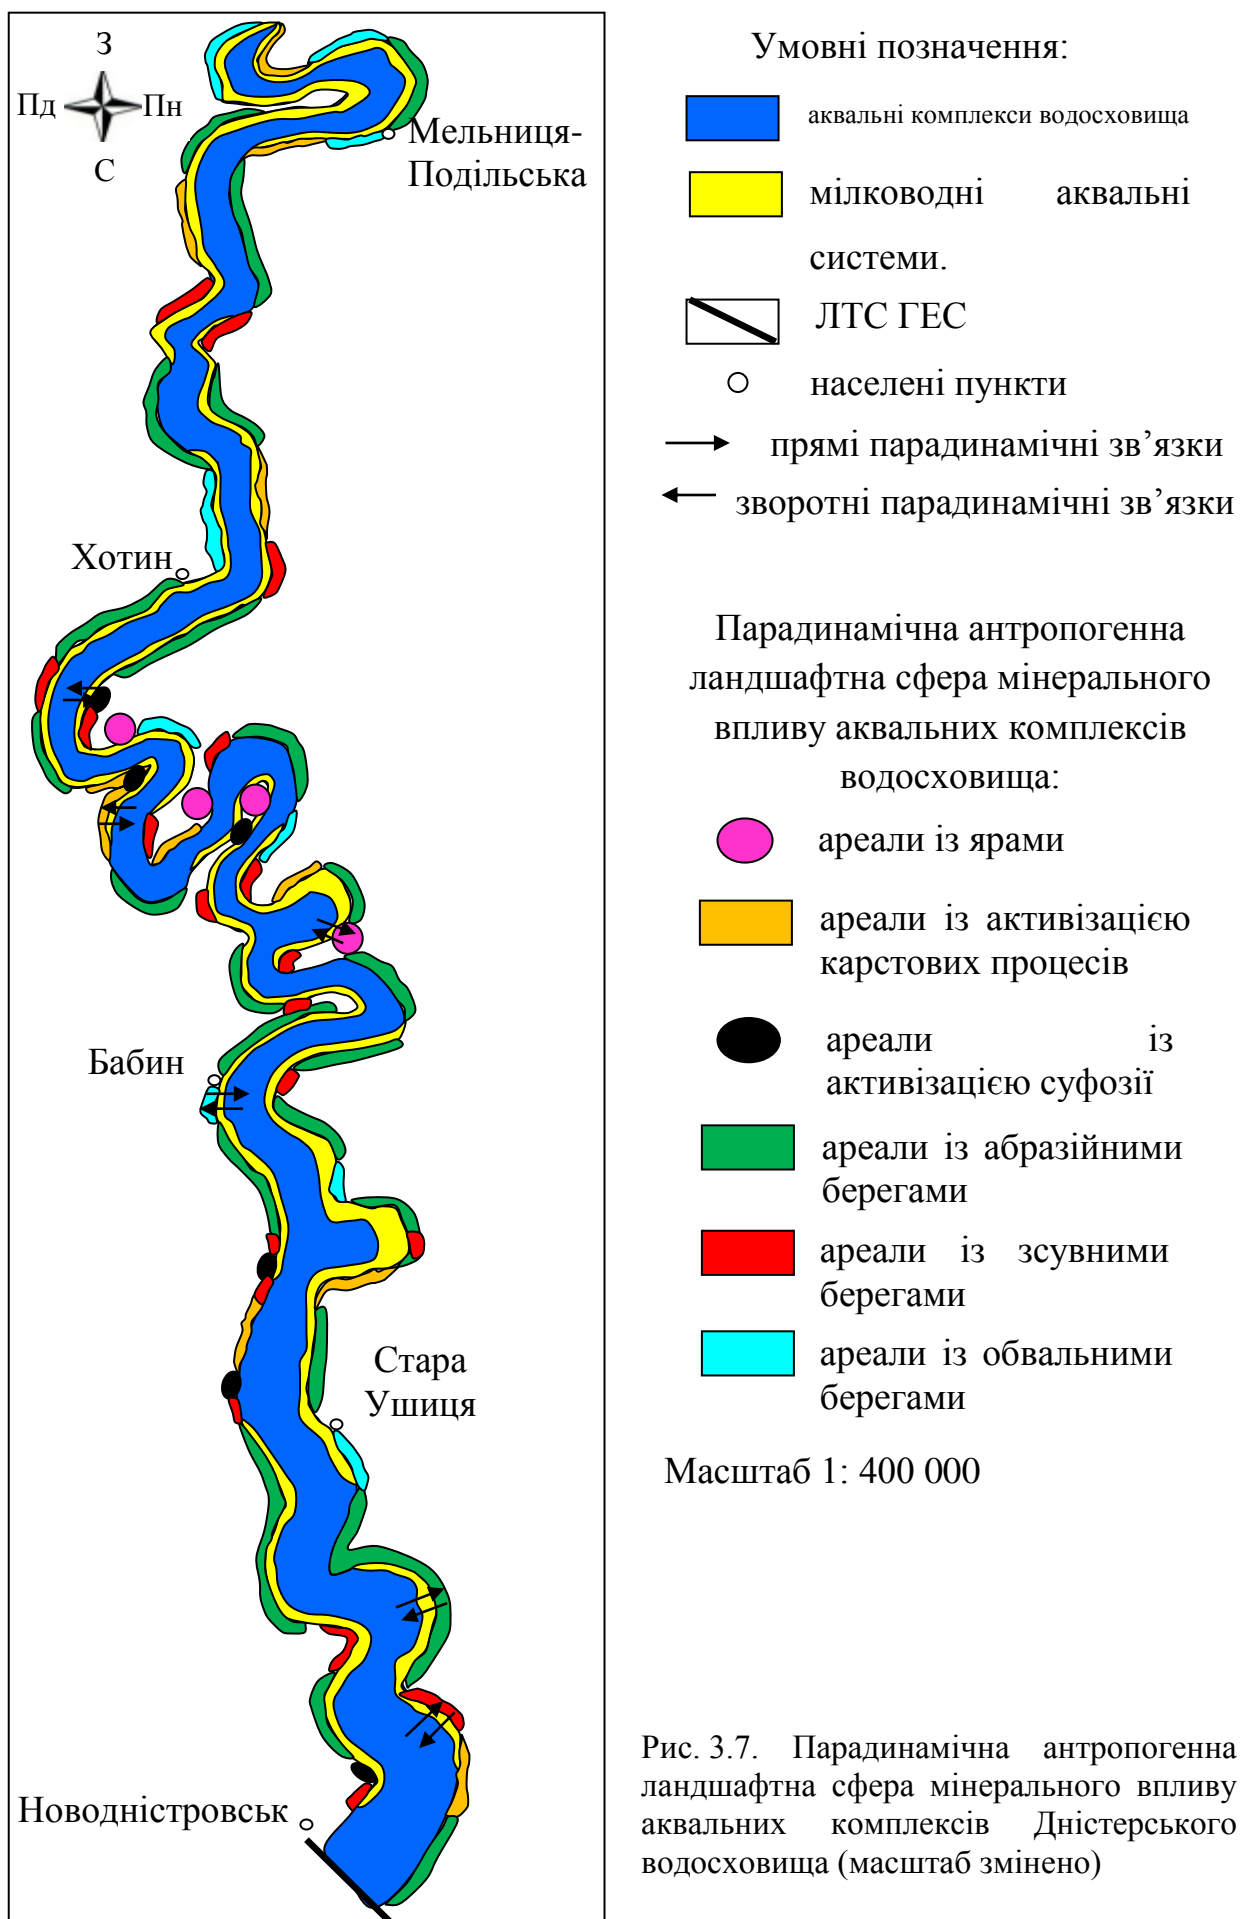 З
Пд
Пн
С
Мельниця-
Подільська
Хотин
Бабин
Стара
Ушиця
Новодністровськ
Умовні позначення:
аквальні комплекси водосховища
мілководні аквальні
системи.
ЛТС ГЕС
населені пункти
прямі парадинамічні зв’язки
зворотні парадинамічні зв’язки
Парадинамічна антропогенна
ландшафтна сфера мінерального
впливу аквальних комплексів
водосховища:
ареали із ярами
ареали із активізацією
карстових процесів
ареали із
активізацією суфозії
ареали із абразійними
берегами
ареали із зсувними
берегами
ареали із обвальними
берегами
Масштаб 1: 400 000
Рис. 3.7. Парадинамічна антропогенна
ландшафтна сфера мінерального впливу
аквальних комплексів Дністерського
водосховища (масштаб змінено)